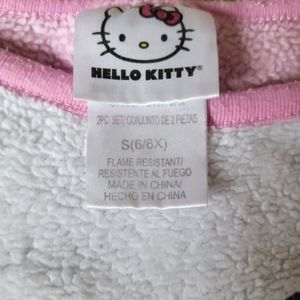 HELLO KITTY®
2PC. SET/ CONJUNTO DE 2 PIEZAS
S(6/6X)
FLAME RESISTANT/
RESISTENTE AL FUEGO
MADE IN CHINA/
HECHO EN CHINA